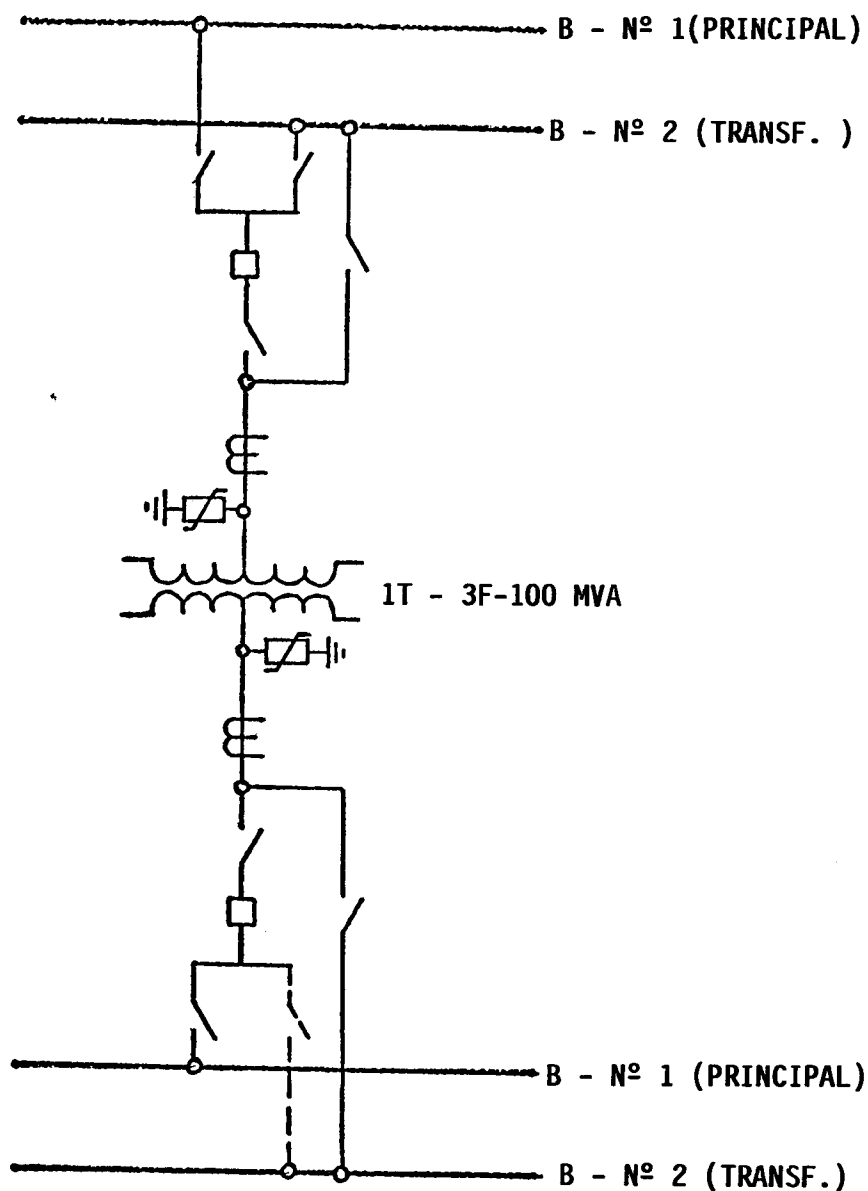 B - Nº 1(PRINCIPAL)
B - Nº 2 (TRANSF. )
1T - 3F-100 MVA
B - Nº 1 (PRINCIPAL)
B - Nº 2 (TRANSF.)